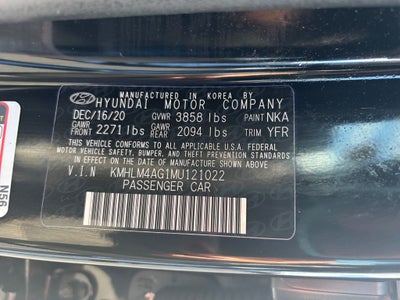 MANUFACTURED IN KOREA BY
HYUNDAI MOTOR COMPANY
DEC/16/20 GVWR 3858 lbs PAINT NKA
GAWR FRONT 2271 lbs GAWR REAR 2094 lbs TRIM YFR
THIS VEHICLE CONFORMS TO ALL APPLICABLE U.S.A. FEDERAL
MOTOR VEHICLE SAFETY, BUMPER, AND THEFT PREVENTION
STANDARDS IN EFFECT ON THE DATE OF MANUFACTURE SHOWN
ABOVE.
V.I.N KMHLM4AG1MU121022
PASSENGER CAR
N56